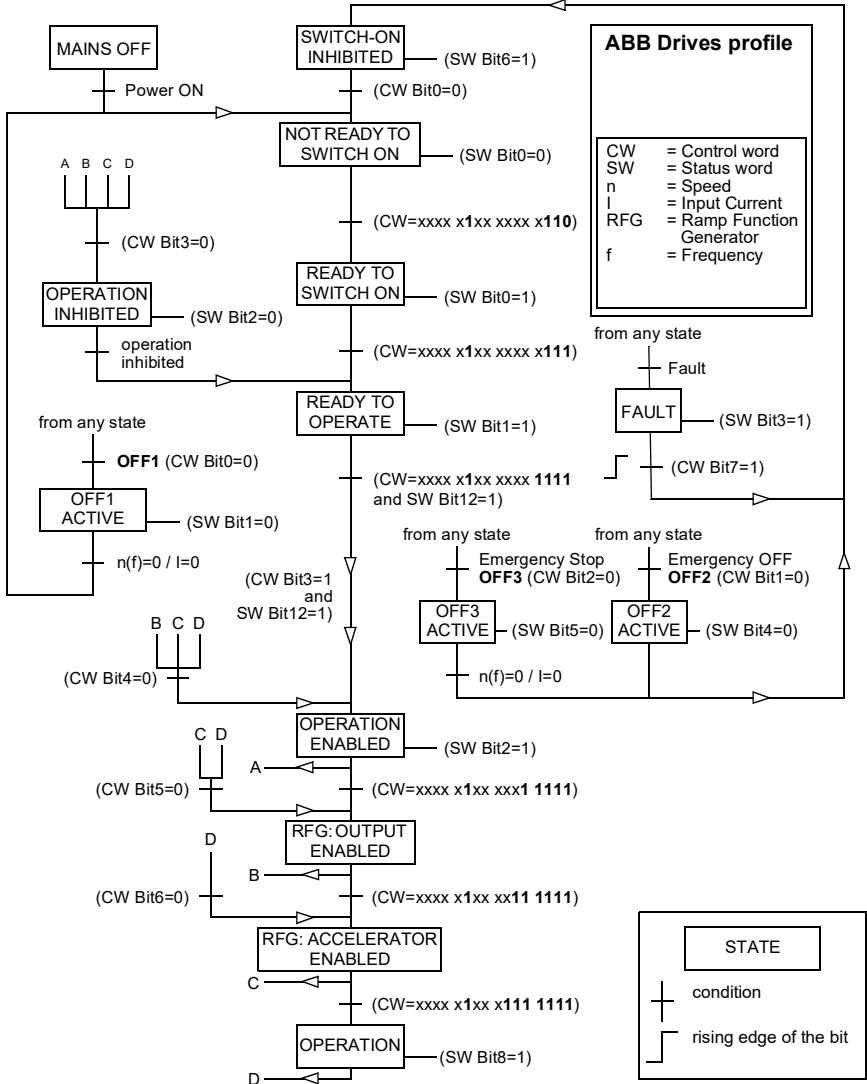 MAINS OFF
Power ON
SWITCH-ON
INHIBITED
(SW Bit6=1)
(CW Bit0=0)
NOT READY TO
SWITCH ON
(SW Bit0=0)
ABB Drives profile
CW = Control word
SW = Status word
n = Speed
I = Input Current
RFG = Ramp Function
Generator
f = Frequency
A B C D
(CW Bit3=0)
(CW=xxxx x1xx xxxx x110)
OPERATION
INHIBITED
(SW Bit2=0)
operation
inhibited
READY TO
SWITCH ON
(SW Bit0=1)
(CW=xxxx x1xx xxxx x111)
from any state
Fault
FAULT
(SW Bit3=1)
(CW Bit7=1)
READY TO
OPERATE
(SW Bit1=1)
(CW=xxxx x1xx xxxx 1111
and SW Bit12=1)
from any state
OFF1 (CW Bit0=0)
OFF1
ACTIVE
(SW Bit1=0)
n(f)=0 / I=0
(CW Bit3=1
and
SW Bit12=1)
from any state
Emergency Stop
OFF3 (CW Bit2=0)
OFF3
ACTIVE
(SW Bit5=0)
n(f)=0 / I=0
from any state
Emergency OFF
OFF2 (CW Bit1=0)
OFF2
ACTIVE
(SW Bit4=0)
B C D
(CW Bit4=0)
OPERATION
ENABLED
(SW Bit2=1)
A
C D
(CW Bit5=0)
(CW=xxxx x1xx xxx1 1111)
RFG: OUTPUT
ENABLED
B
D
(CW Bit6=0)
(CW=xxxx x1xx xx11 1111)
RFG: ACCELERATOR
ENABLED
C
(CW=xxxx x1xx x111 1111)
OPERATION
(SW Bit8=1)
D
STATE
condition
rising edge of the bit